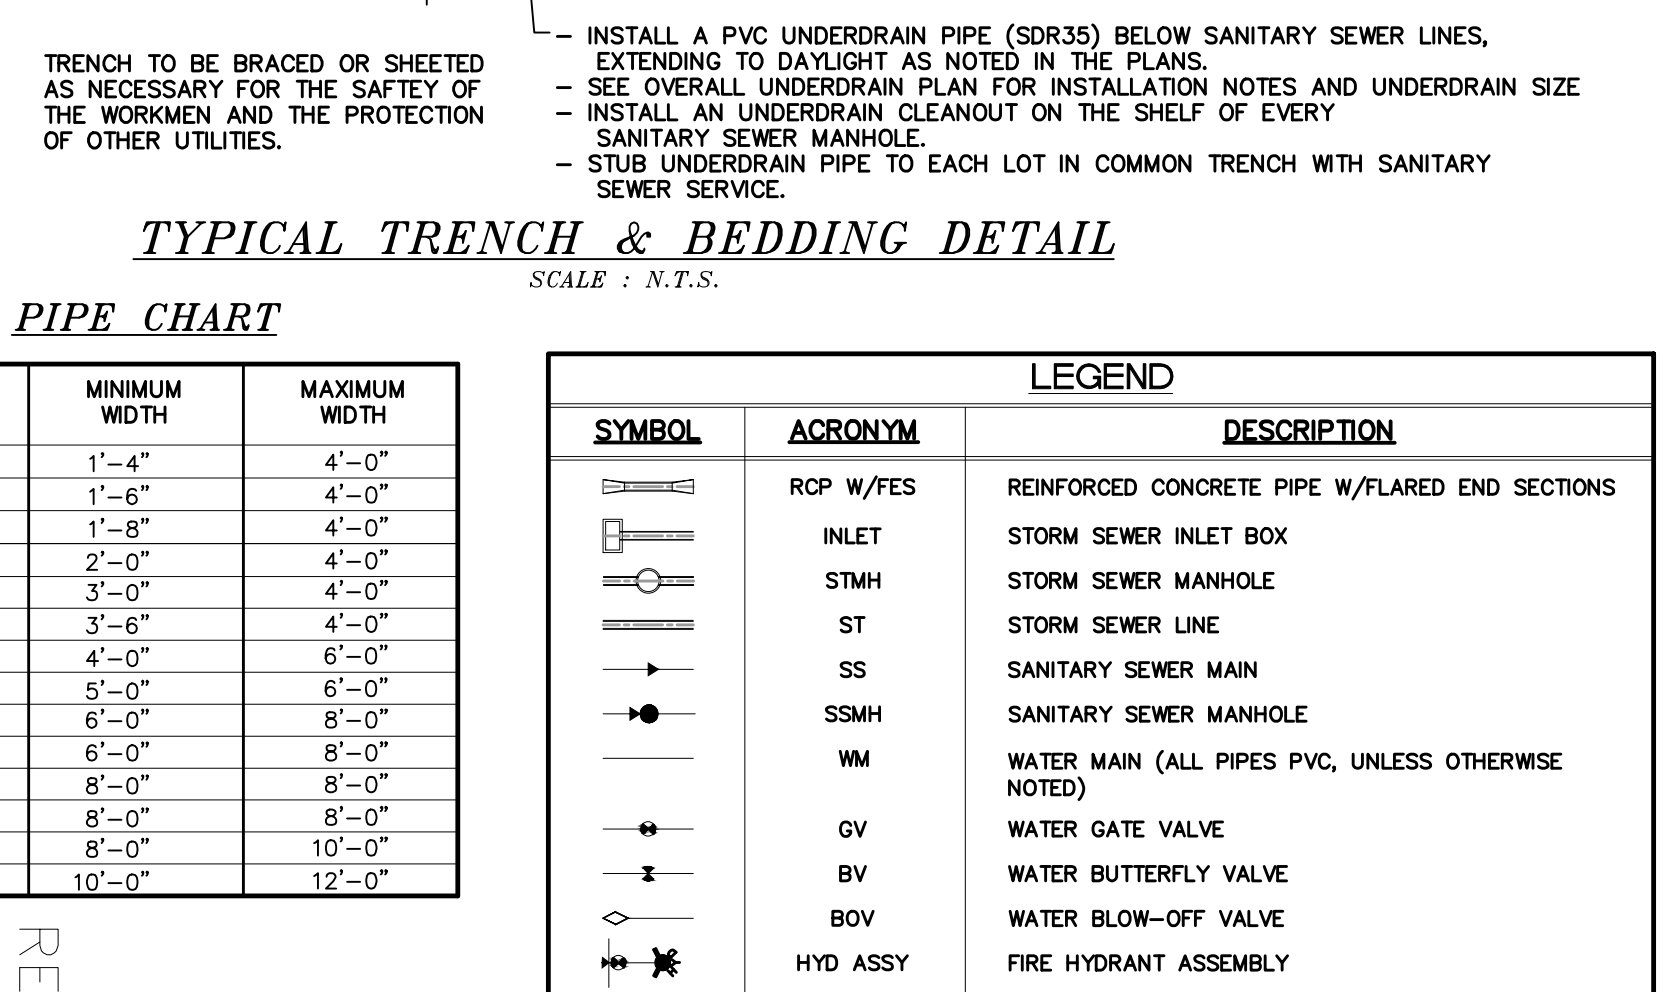 TRENCH TO BE BRACED OR SHEETED
AS NECESSARY FOR THE SAFTEY OF
THE WORKMEN AND THE PROTECTION
OF OTHER UTILITIES.
– INSTALL A PVC UNDERDRAIN PIPE (SDR35) BELOW SANITARY SEWER LINES,
EXTENDING TO DAYLIGHT AS NOTED IN THE PLANS.
– SEE OVERALL UNDERDRAIN PLAN FOR INSTALLATION NOTES AND UNDERDRAIN SIZE
– INSTALL AN UNDERDRAIN CLEANOUT ON THE SHELF OF EVERY
SANITARY SEWER MANHOLE.
– STUB UNDERDRAIN PIPE TO EACH LOT IN COMMON TRENCH WITH SANITARY
SEWER SERVICE.
TYPICAL TRENCH & BEDDING DETAIL
SCALE : N.T.S.
PIPE CHART
MINIMUM WIDTH MAXIMUM WIDTH
1'–4" 4'–0"
1'–6" 4'–0"
1'–8" 4'–0"
2'–0" 4'–0"
3'–0" 4'–0"
3'–6" 4'–0"
4'–0" 6'–0"
5'–0" 6'–0"
6'–0" 8'–0"
6'–0" 8'–0"
8'–0" 8'–0"
8'–0" 8'–0"
8'–0" 10'–0"
10'–0" 12'–0"
RE
LEGEND
SYMBOL ACRONYM DESCRIPTION
RCP W/FES REINFORCED CONCRETE PIPE W/FLARED END SECTIONS
INLET STORM SEWER INLET BOX
STMH STORM SEWER MANHOLE
ST STORM SEWER LINE
SS SANITARY SEWER MAIN
SSMH SANITARY SEWER MANHOLE
WM WATER MAIN (ALL PIPES PVC, UNLESS OTHERWISE
NOTED)
GV WATER GATE VALVE
BV WATER BUTTERFLY VALVE
BOV WATER BLOW–OFF VALVE
HYD ASSY FIRE HYDRANT ASSEMBLY